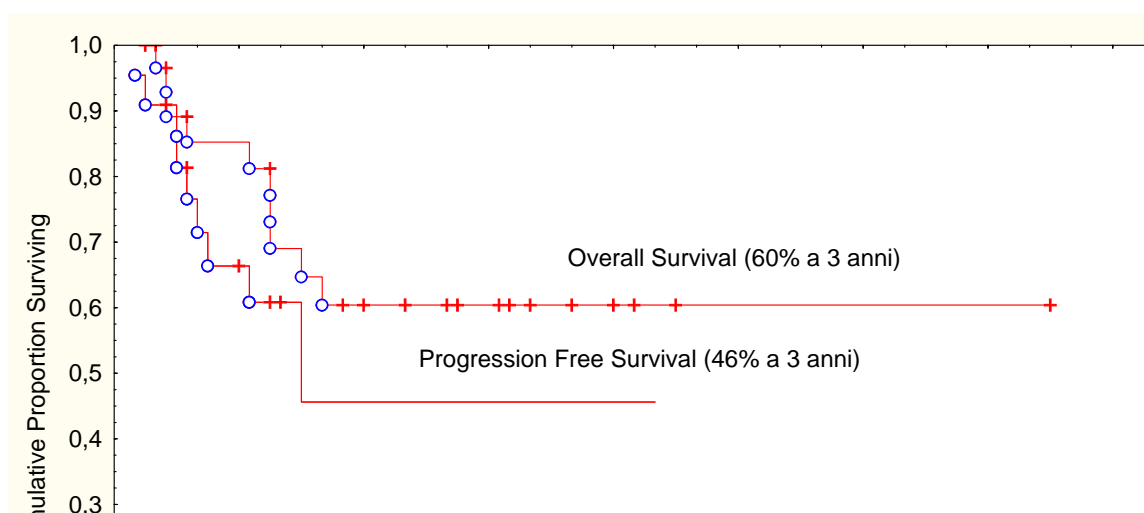 1,0
0,9
0,8
0,7
Overall Survival (60% a 3 anni)
0,6
Progression Free Survival (46% a 3 anni)
0,5
0,4
0,3
Proportion Surviving